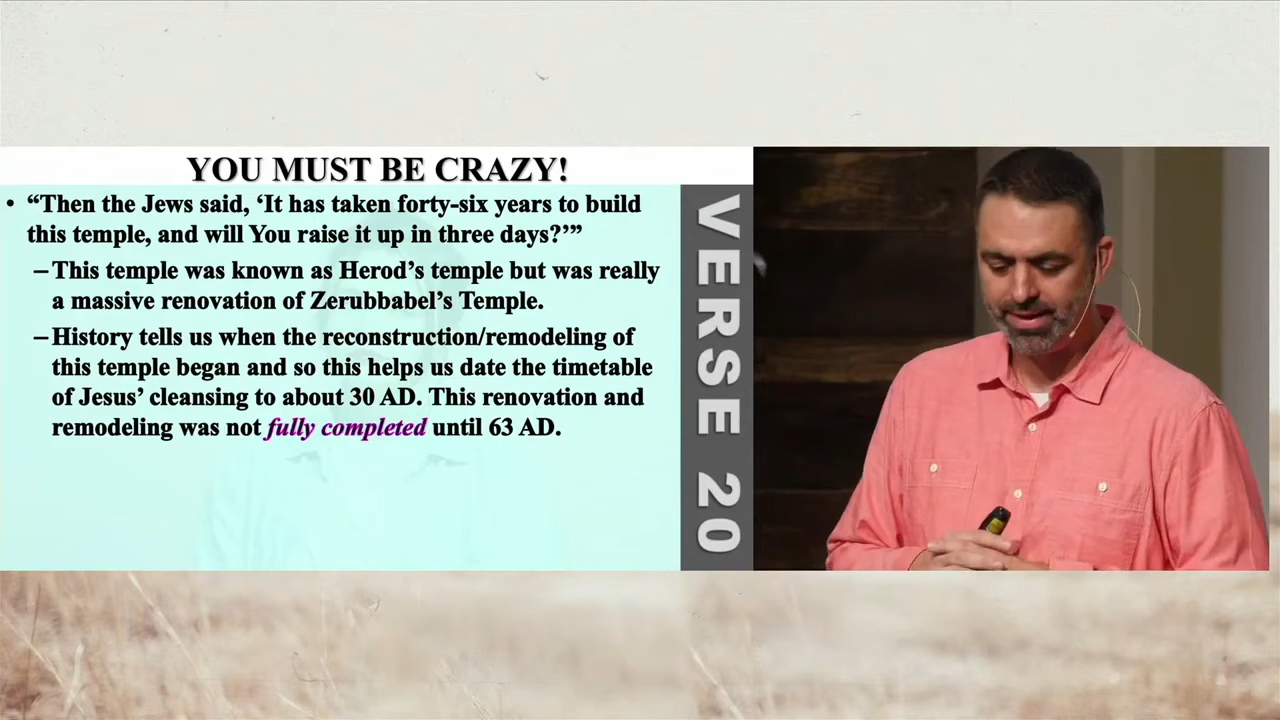 YOU MUST BE CRAZY!
• “Then the Jews said, ‘It has taken forty-six years to build
this temple, and will You raise it up in three days?’”
–This temple was known as Herod’s temple but was really
a massive renovation of Zerubbabel’s Temple.
–History tells us when the reconstruction/remodeling of
this temple began and so this helps us date the timetable
of Jesus’ cleansing to about 30 AD. This renovation and
remodeling was not fully completed until 63 AD.
VERSE 20